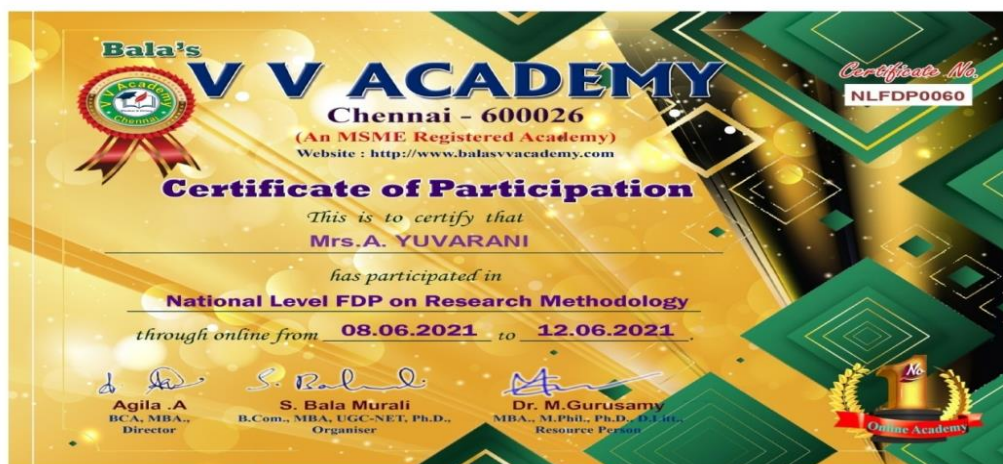 Bala's
V V ACADEMY
Chennai - 600026
(An MSME Registered Academy)
Website : http://www.balasvvacademy.com
V V Academy
Chennai
Certificate No.
NLFDP0060
Certificate of Participation
This is to certify that
Mrs.A. YUVARANI
has participated in
National Level FDP on Research Methodology
through online from 08.06.2021 to 12.06.2021.
Agila .A
BCA, MBA.,
Director
S. Bala Murali
B.Com., MBA, UGC-NET, Ph.D.,
Organiser
Dr. M.Gurusamy
MBA., M.Phil., Ph.D., D.Litt.,
Resource Person
No.
1
Online Academy